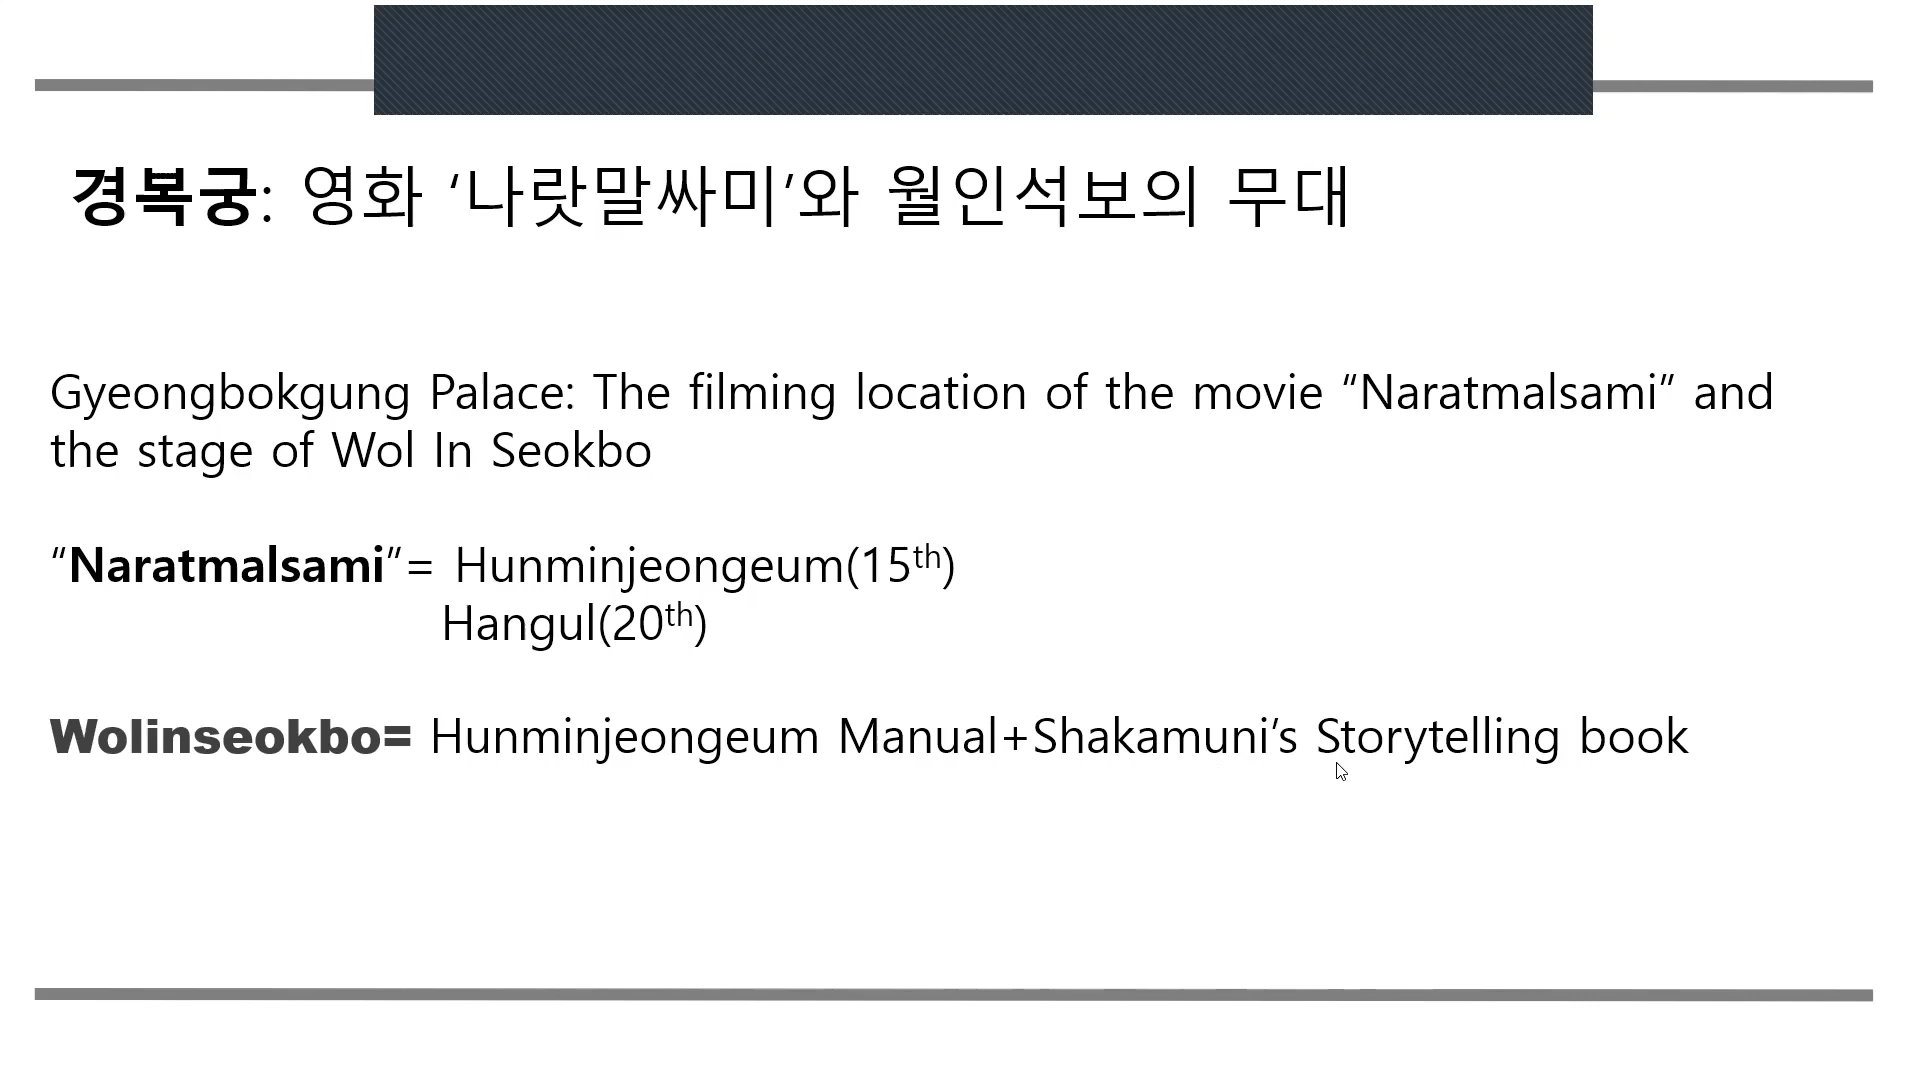 경복궁: 영화 ‘나랏말싸미’와 월인석보의 무대
Gyeongbokgung Palace: The filming location of the movie “Naratmalsami” and
the stage of Wol In Seokbo
“Naratmalsami”= Hunminjeongeum(15th)
Hangul(20th)
Wolinseokbo= Hunminjeongeum Manual+Shakamuni’s Storytelling book